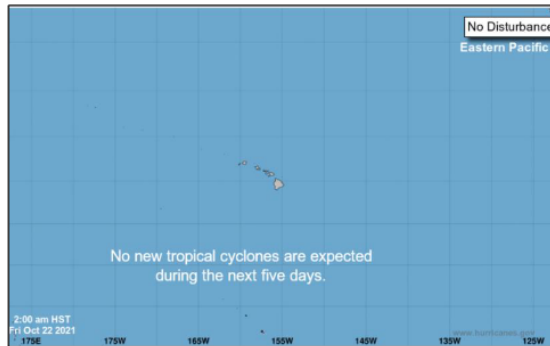 No Disturbance
Eastern Pacific
No new tropical cyclones are expected
during the next five days.
2:00 am HST
Fri Oct 22 2021
www.hurricanes.gov
175E 175W 165W 155W 145W 135W 125W